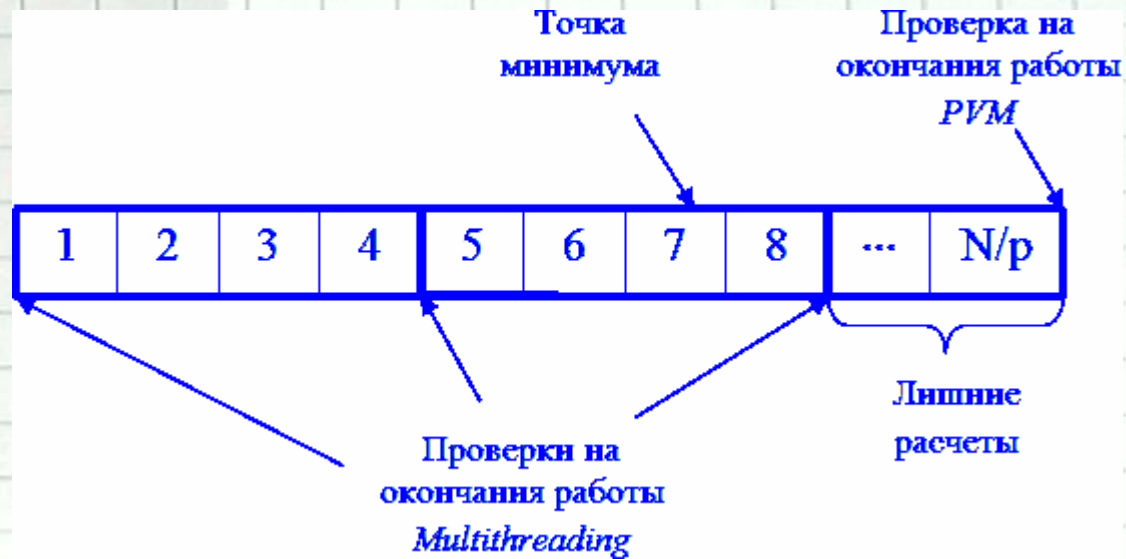 Точка
минимума
Проверка на
окончания работы
PVM
1 2 3 4 5 6 7 8 ... N/p
Лишние
расчеты
Проверки на
окончания работы
Multithreading